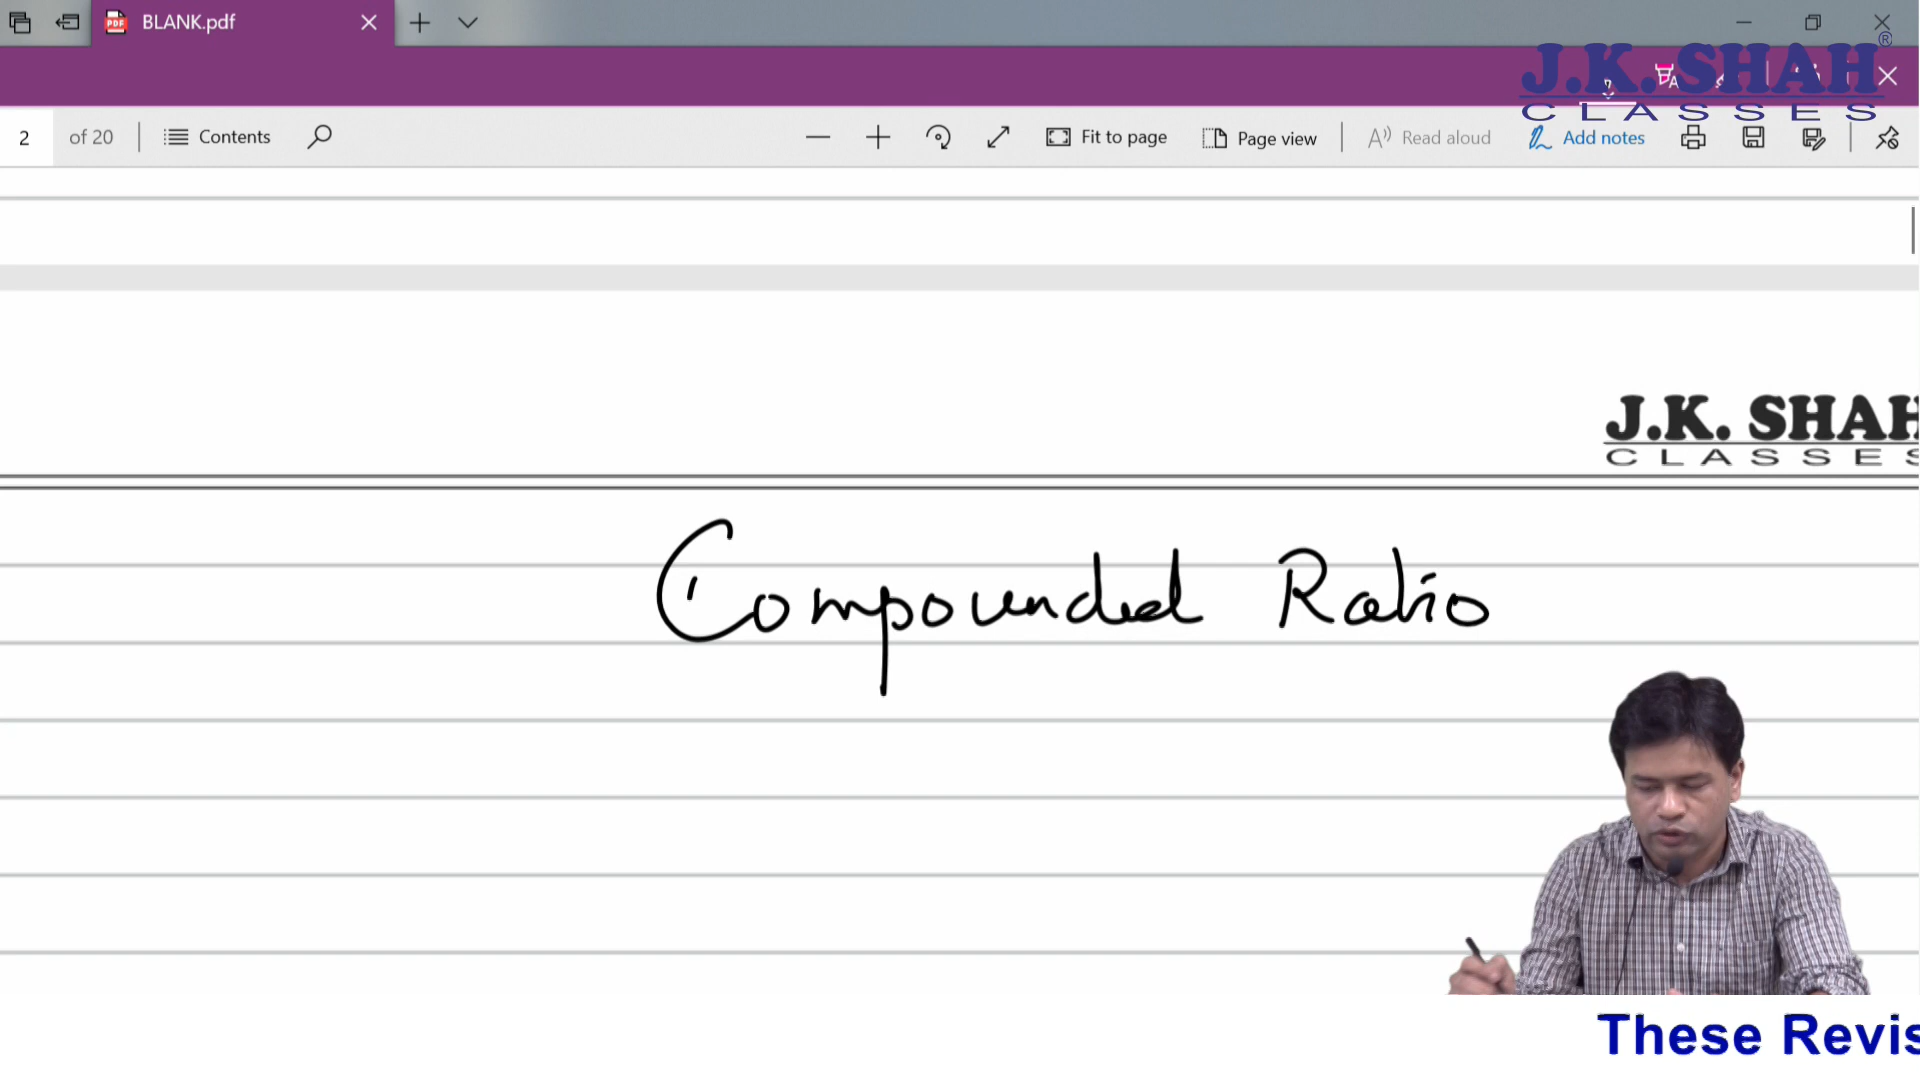 BLANK.pdf
J.K. SHAH®
CLASSES
2 of 20 Contents Fit to page Page view Read aloud Add notes
J.K. SHAH
CLASSES
Compounded Ratio
These Revis